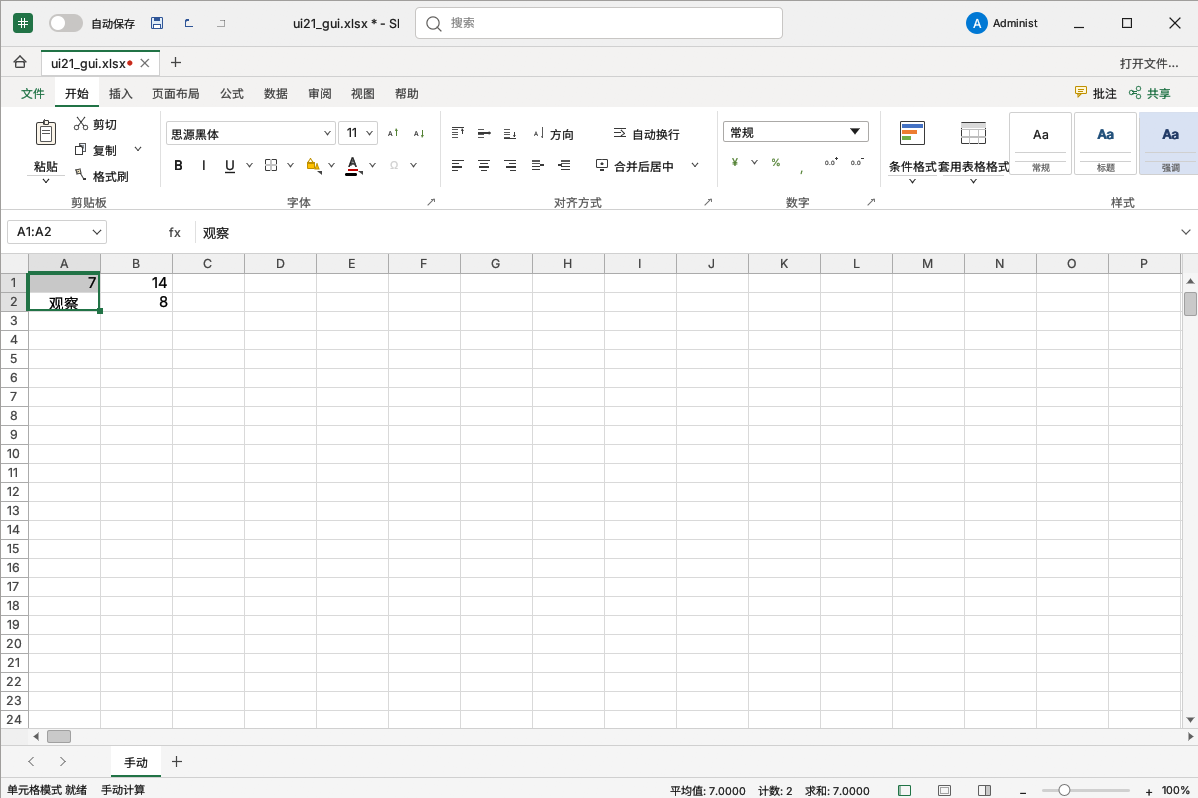 自动保存
ui21_gui.xlsx * - SI
搜索
A
Administ
ui21_gui.xlsx
打开文件...
文件 开始 插入 页面布局 公式 数据 审阅 视图 帮助
批注 共享
粘贴
剪切
复制
格式刷
剪贴板
思源黑体 11 A A
B I U A Ω
字体
方向 自动换行
合并后居中
对齐方式
常规
¥ % , 0.0 0.0
数字
条件格式
套用表格格式
Aa 常规
Aa 标题
Aa 强调
样式
A1:A2 fx 观察
A B C D E F G H I J K L M N O P
1 7 14
2 观察 8
3
4
5
6
7
8
9
10
11
12
13
14
15
16
17
18
19
20
21
22
23
24
手动
单元格模式 就绪 手动计算 平均值: 7.0000 计数: 2 求和: 7.0000 100%